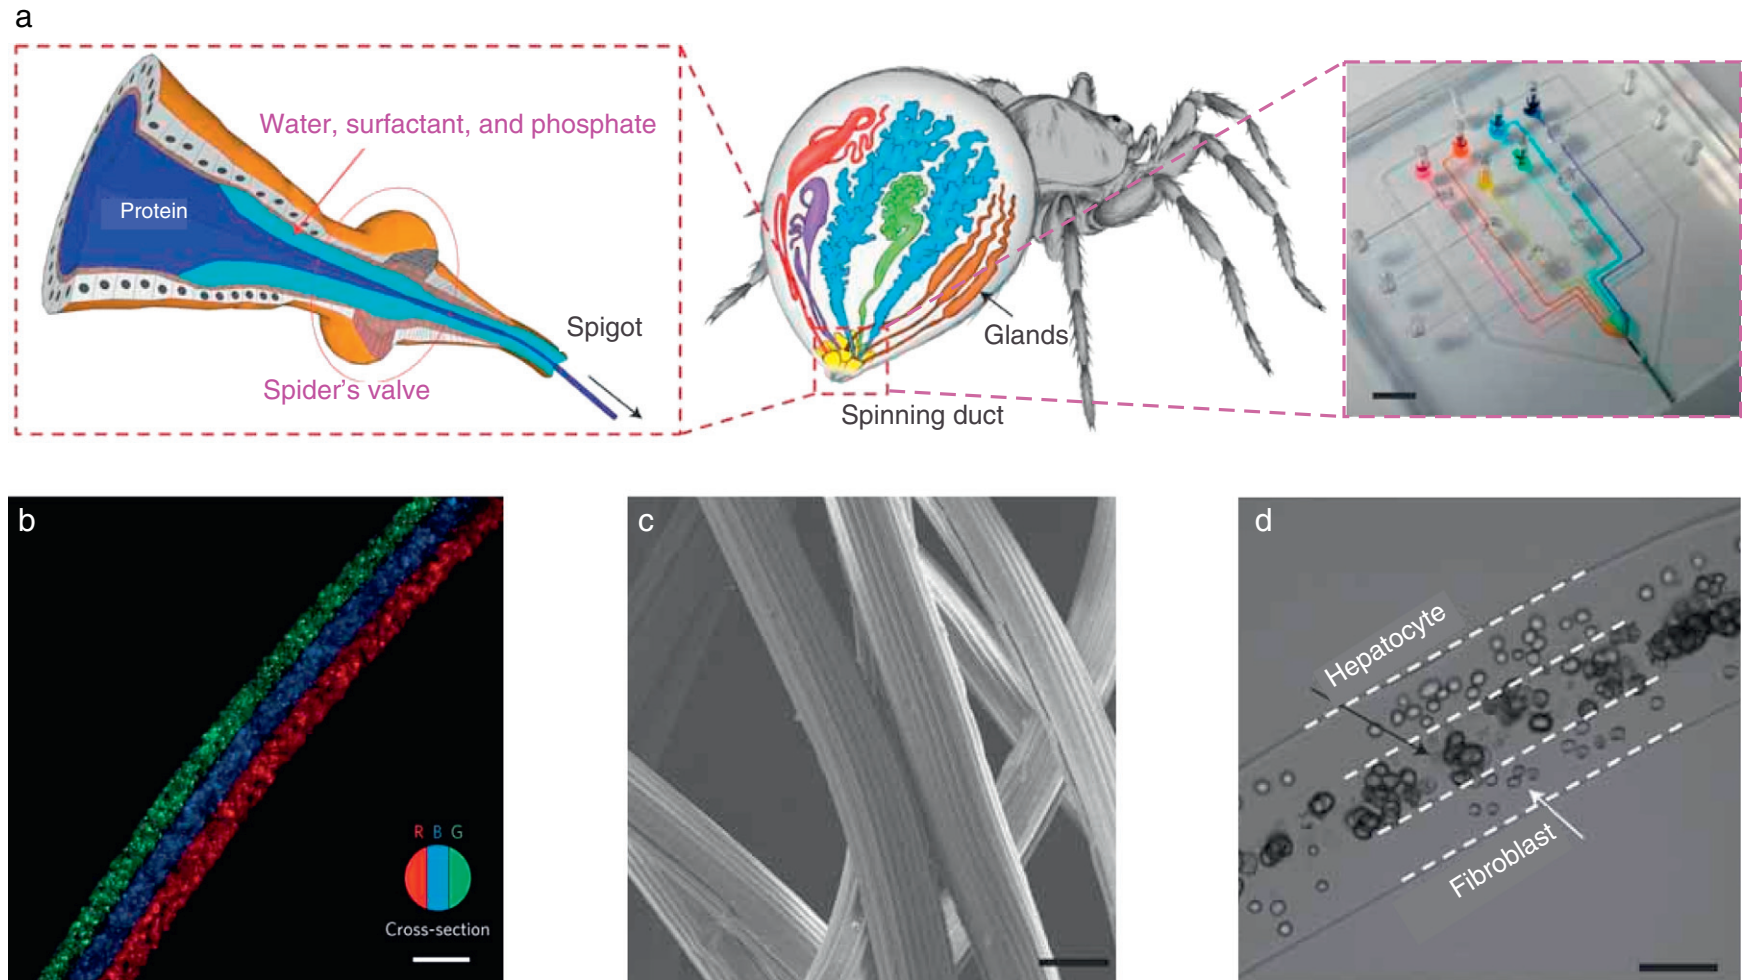 a
Water, surfactant, and phosphate
Protein
Spigot
Spider's valve
Glands
Spinning duct
b
R B G
Cross-section
c
d
Hepatocyte
Fibroblast